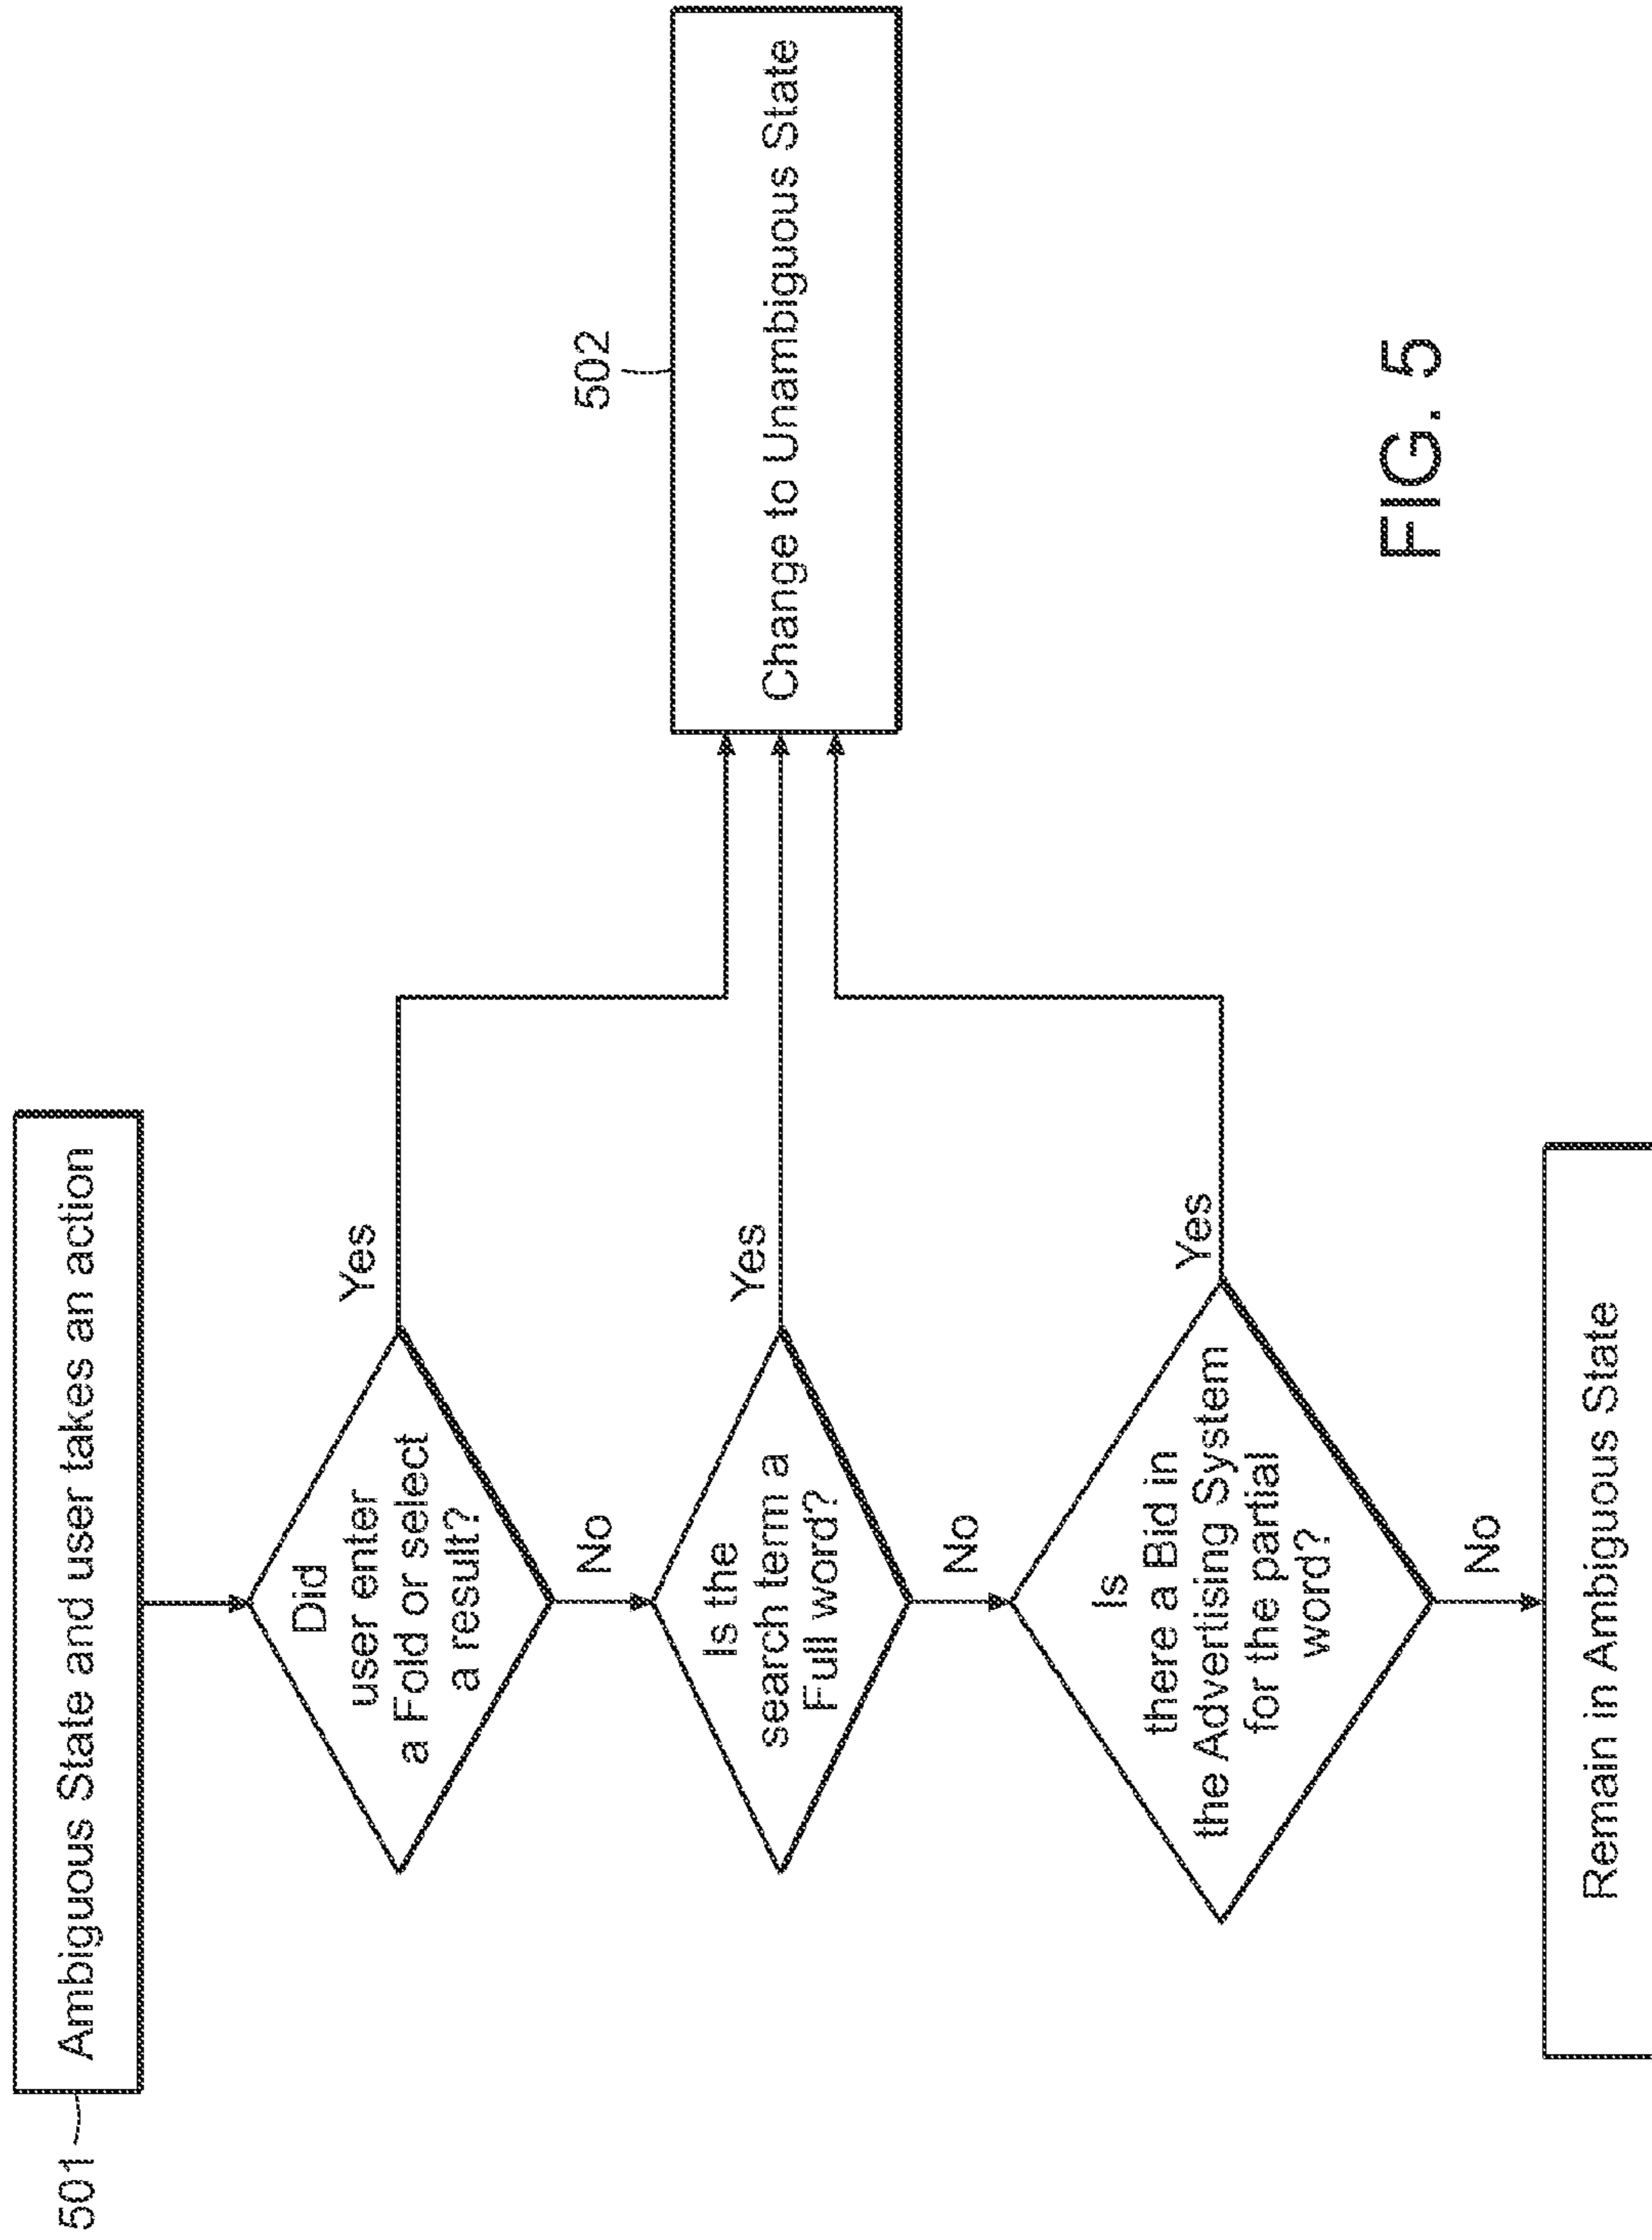 501
Ambiguous State and user takes an action
Did
user enter
a Fold or select
a result?
Yes
No
Is the
search term a
Full word?
Yes
No
Is
there a Bid in
the Advertising System
for the partial
word?
Yes
No
Remain in Ambiguous State
502
Change to Unambiguous State
FIG. 5